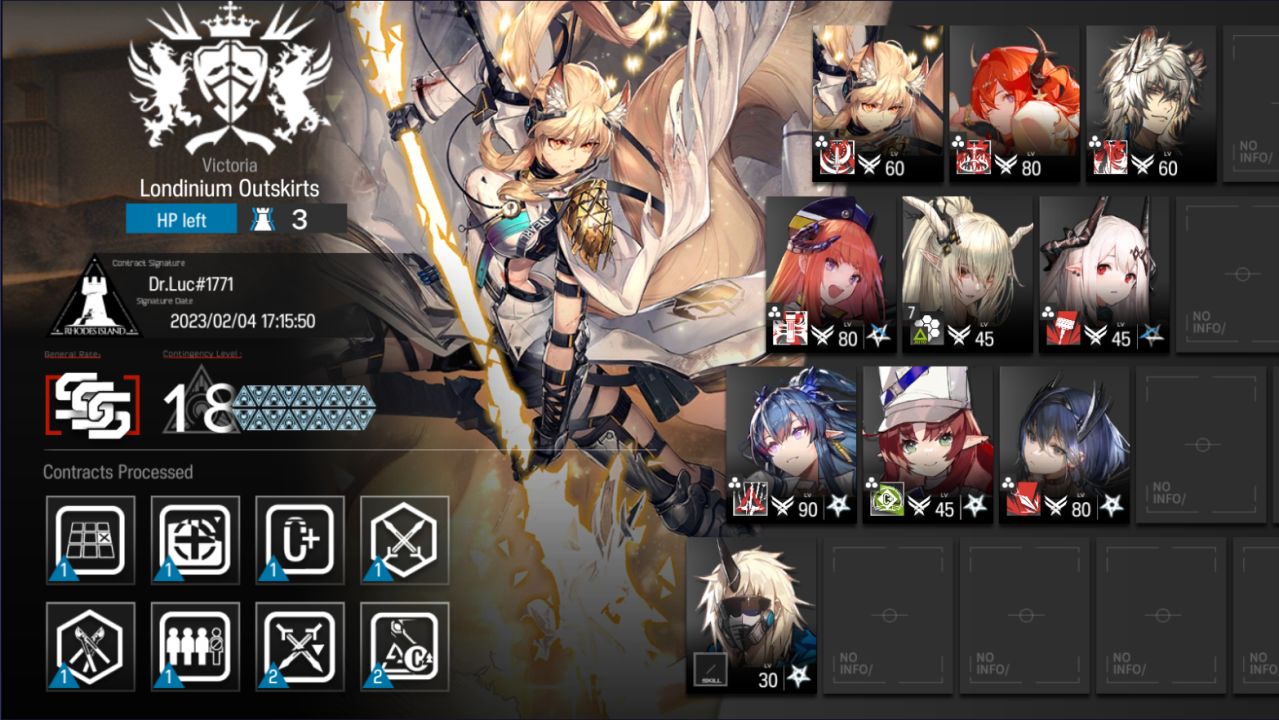 Victoria
Londinium Outskirts
HP left 3
Contract Signature
Dr.Luc#1771
Signature Date
2023/02/04 17:15:50
RHODES ISLAND
General Rate:
Contingency Level:
SSS
18
Contracts Processed
1
1
1
1
1
1
2
2
LV
60
LV
80
LV
60
NO
INFO/
LV
80
7
AUTO
LV
45
LV
45
NO
INFO/
LV
90
LV
45
LV
80
NO
INFO/
SKILL
LV
30
NO
INFO/
NO
INFO/
NO
INFO/
NO
INFO/